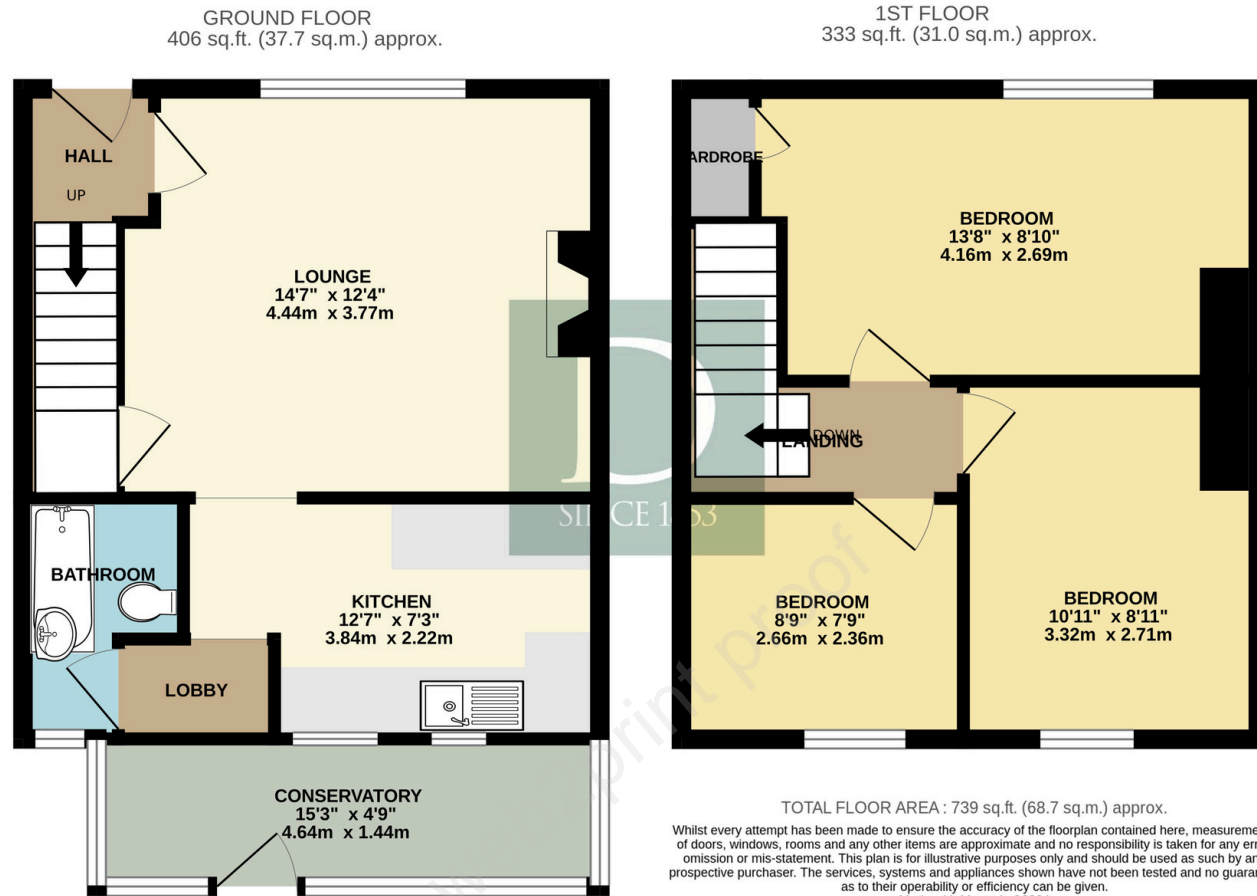 GROUND FLOOR
406 sq.ft. (37.7 sq.m.) approx.
HALL
UP
LOUNGE
14'7" x 12'4"
4.44m x 3.77m
BATHROOM
KITCHEN
12'7" x 7'3"
3.84m x 2.22m
LOBBY
CONSERVATORY
15'3" x 4'9"
4.64m x 1.44m
1ST FLOOR
333 sq.ft. (31.0 sq.m.) approx.
ARDROBE
BEDROOM
13'8" x 8'10"
4.16m x 2.69m
DOWN
LANDING
BEDROOM
8'9" x 7'9"
2.66m x 2.36m
BEDROOM
10'11" x 8'11"
3.32m x 2.71m
D
SINCE 1853
web2print proof
TOTAL FLOOR AREA : 739 sq.ft. (68.7 sq.m.) approx.
Whilst every attempt has been made to ensure the accuracy of the floorplan contained here, measureme
of doors, windows, rooms and any other items are approximate and no responsibility is taken for any err
omission or mis-statement. This plan is for illustrative purposes only and should be used as such by an
prospective purchaser. The services, systems and appliances shown have not been tested and no guara
as to their operability or efficiency can be given.